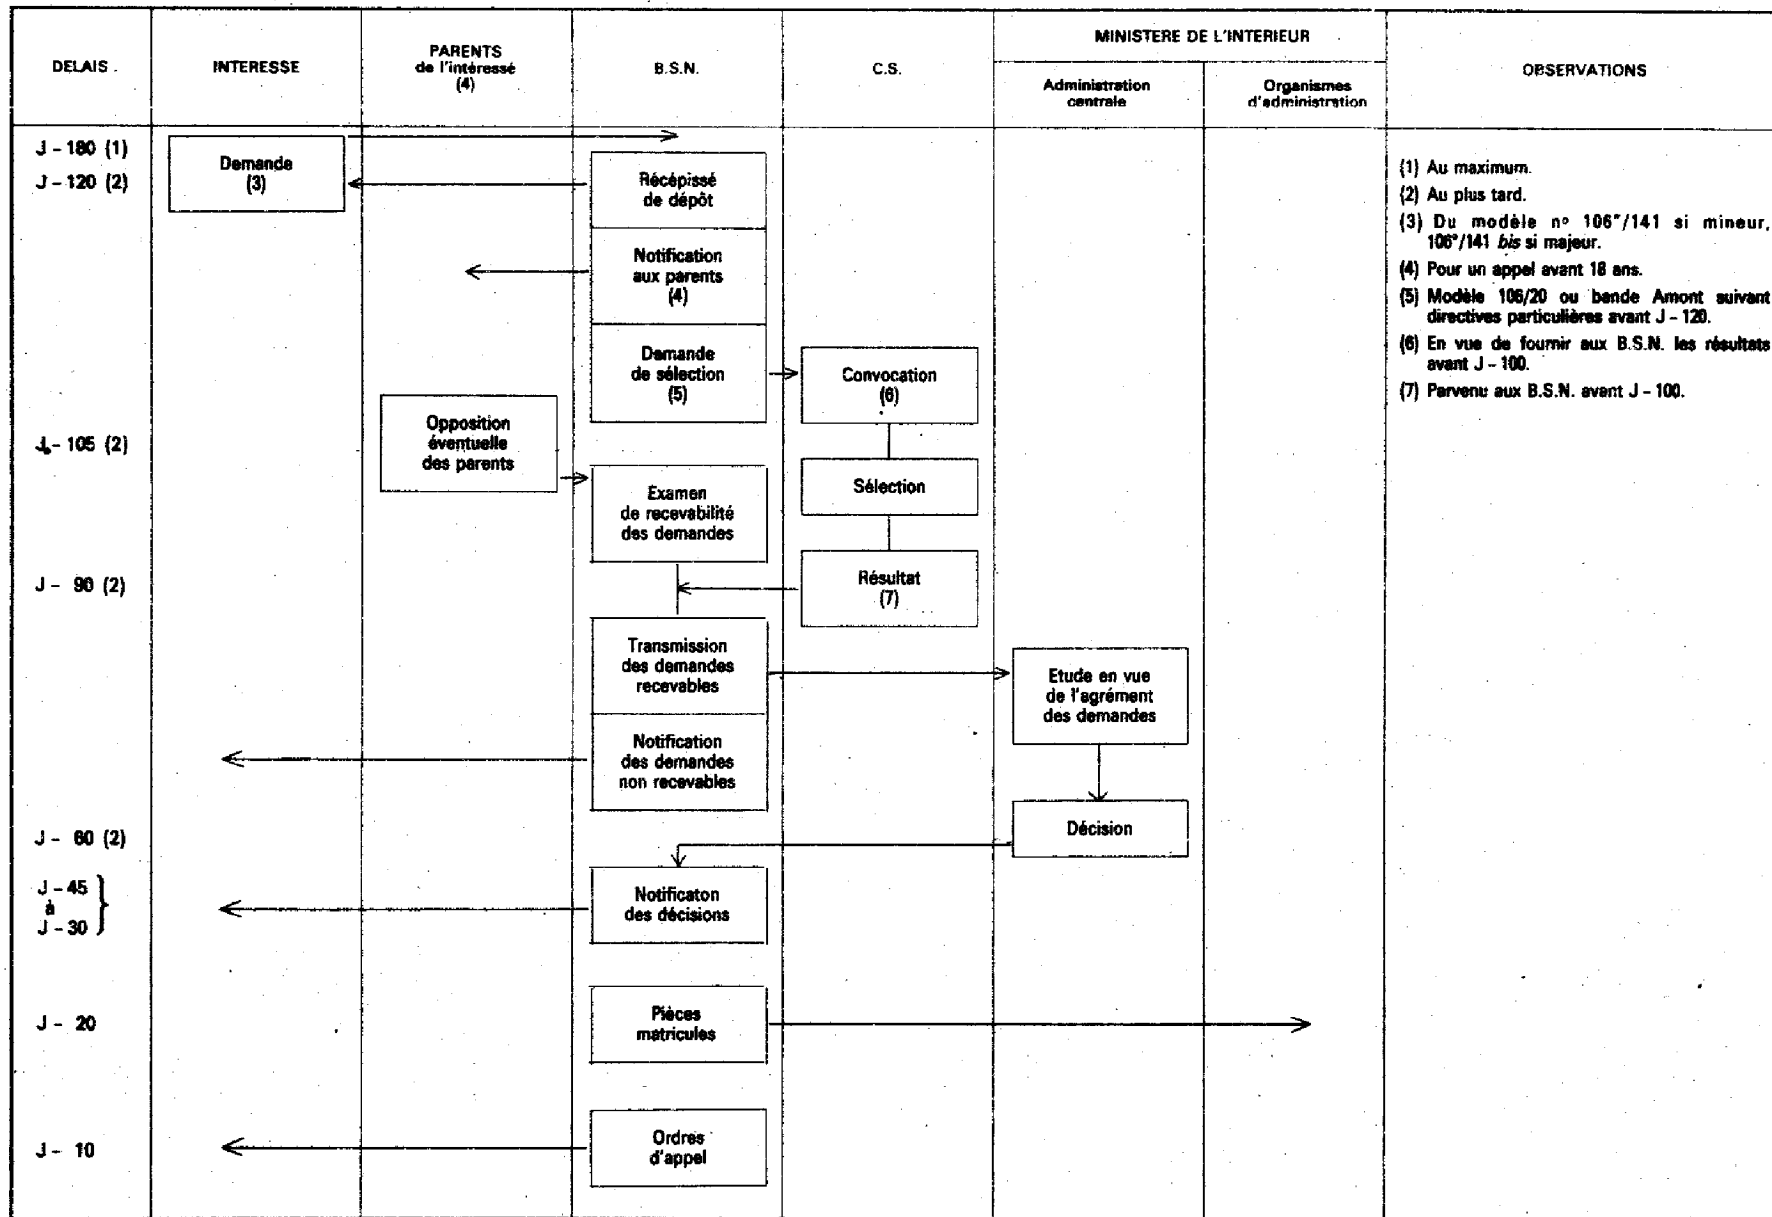 DELAIS
INTERESSE
PARENTS
de l'intéressé
(4)
B.S.N.
C.S.
MINISTERE DE L'INTERIEUR
Administration
centrale
Organismes
d'administration
OBSERVATIONS
J - 180 (1)
J - 120 (2)
Demande
(3)
Récépissé
de dépôt
Notification
aux parents
(4)
Demande
de sélection
(5)
Convocation
(6)
(1) Au maximum.
(2) Au plus tard.
(3) Du modèle n° 106*/141 si mineur,
106*/141 bis si majeur.
(4) Pour un appel avant 18 ans.
(5) Modèle 106/20 ou bande Amont suivant
directives particulières avant J - 120.
(6) En vue de fournir aux B.S.N. les résultats
avant J - 100.
(7) Parvenu aux B.S.N. avant J - 100.
Opposition
éventuelle
des parents
J - 105 (2)
Examen
de recevabilité
des demandes
Sélection
J - 90 (2)
Résultat
(7)
Transmission
des demandes
recevables
Etude en vue
de l'agrément
des demandes
Notification
des demandes
non recevables
J - 60 (2)
Décision
J - 45
à
J - 30
Notificaton
des décisions
J - 20
Pièces
matricules
J - 10
Ordres
d'appel